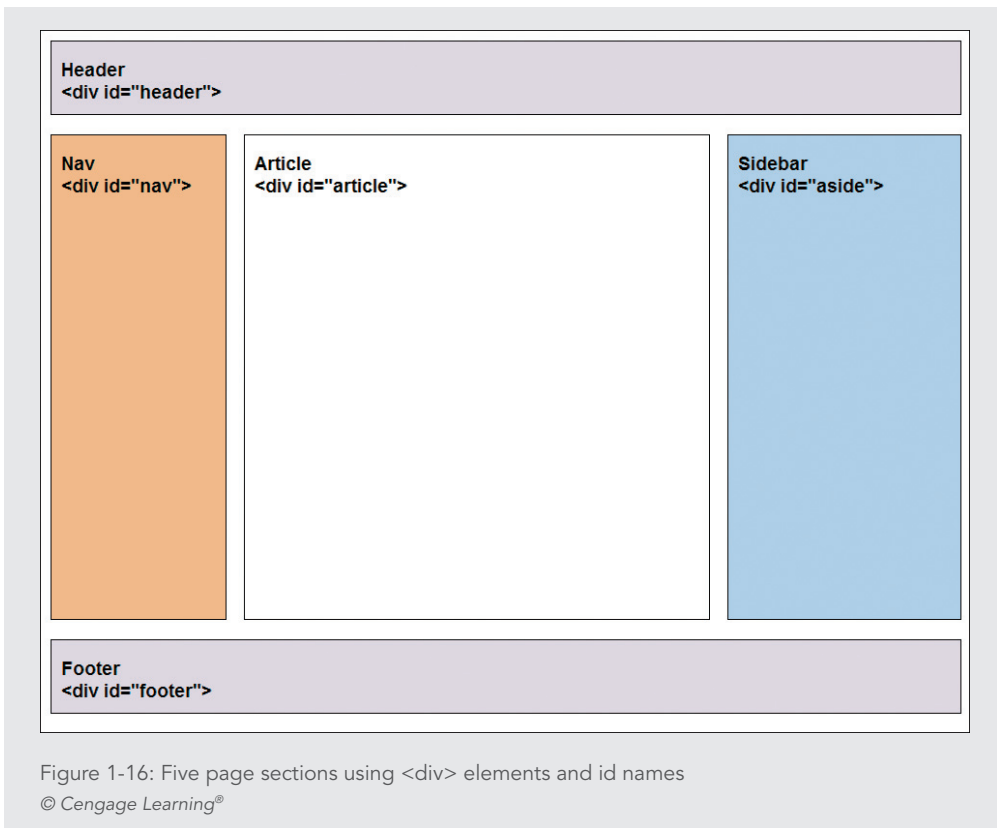 Header
<div id="header">
Nav
<div id="nav">
Article
<div id="article">
Sidebar
<div id="aside">
Footer
<div id="footer">
Figure 1-16: Five page sections using <div> elements and id names
© Cengage Learning®